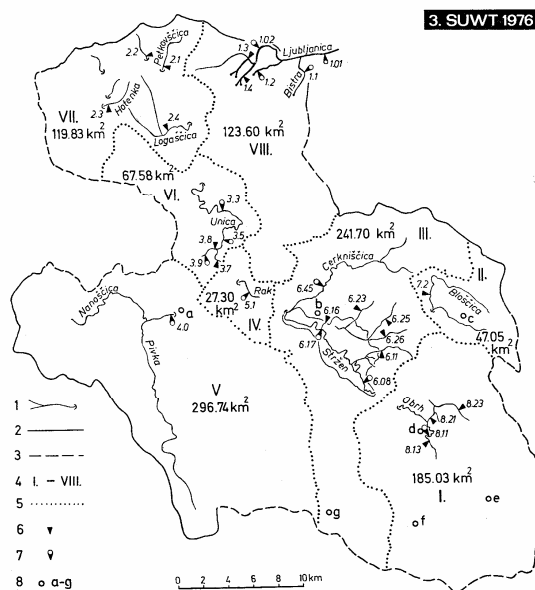 3. SUWT 1976
1.02
Ljubljanica
1.3
1.01
1.4
1.2
Bistra
1.1
Petkovščica
2.2
2.1
Hotenka
2.3
2.4
Logaščica
VII.
119.83 km²
123.60 km²
VIII.
67.58 km²
VI.
3.3
Unica
3.5
3.8
3.9
3.7
241.70 km²
III.
Cerkniščica
II.
7.2
Bloščica
c
47.05 km²
27.30 km²
IV.
Rak
5.1
6.45
b
6.16
6.23
6.25
6.26
6.17
6.11
Stržen
6.08
Nanoščica
a
4.0
Pivka
V
296.74 km²
Obrh
8.23
8.21
d
8.11
8.13
185.03 km²
I.
e
f
g
1
2
3
4 I. – VIII.
5
6
7
8 a-g
0 2 4 6 8 10 km